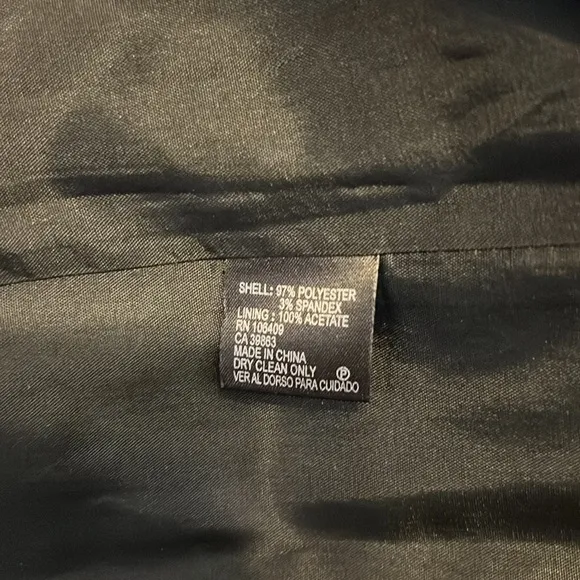 SHELL: 97% POLYESTER
3% SPANDEX
LINING : 100% ACETATE
RN 106409
CA 39863
MADE IN CHINA
DRY CLEAN ONLY P
VER AL DORSO PARA CUIDADO